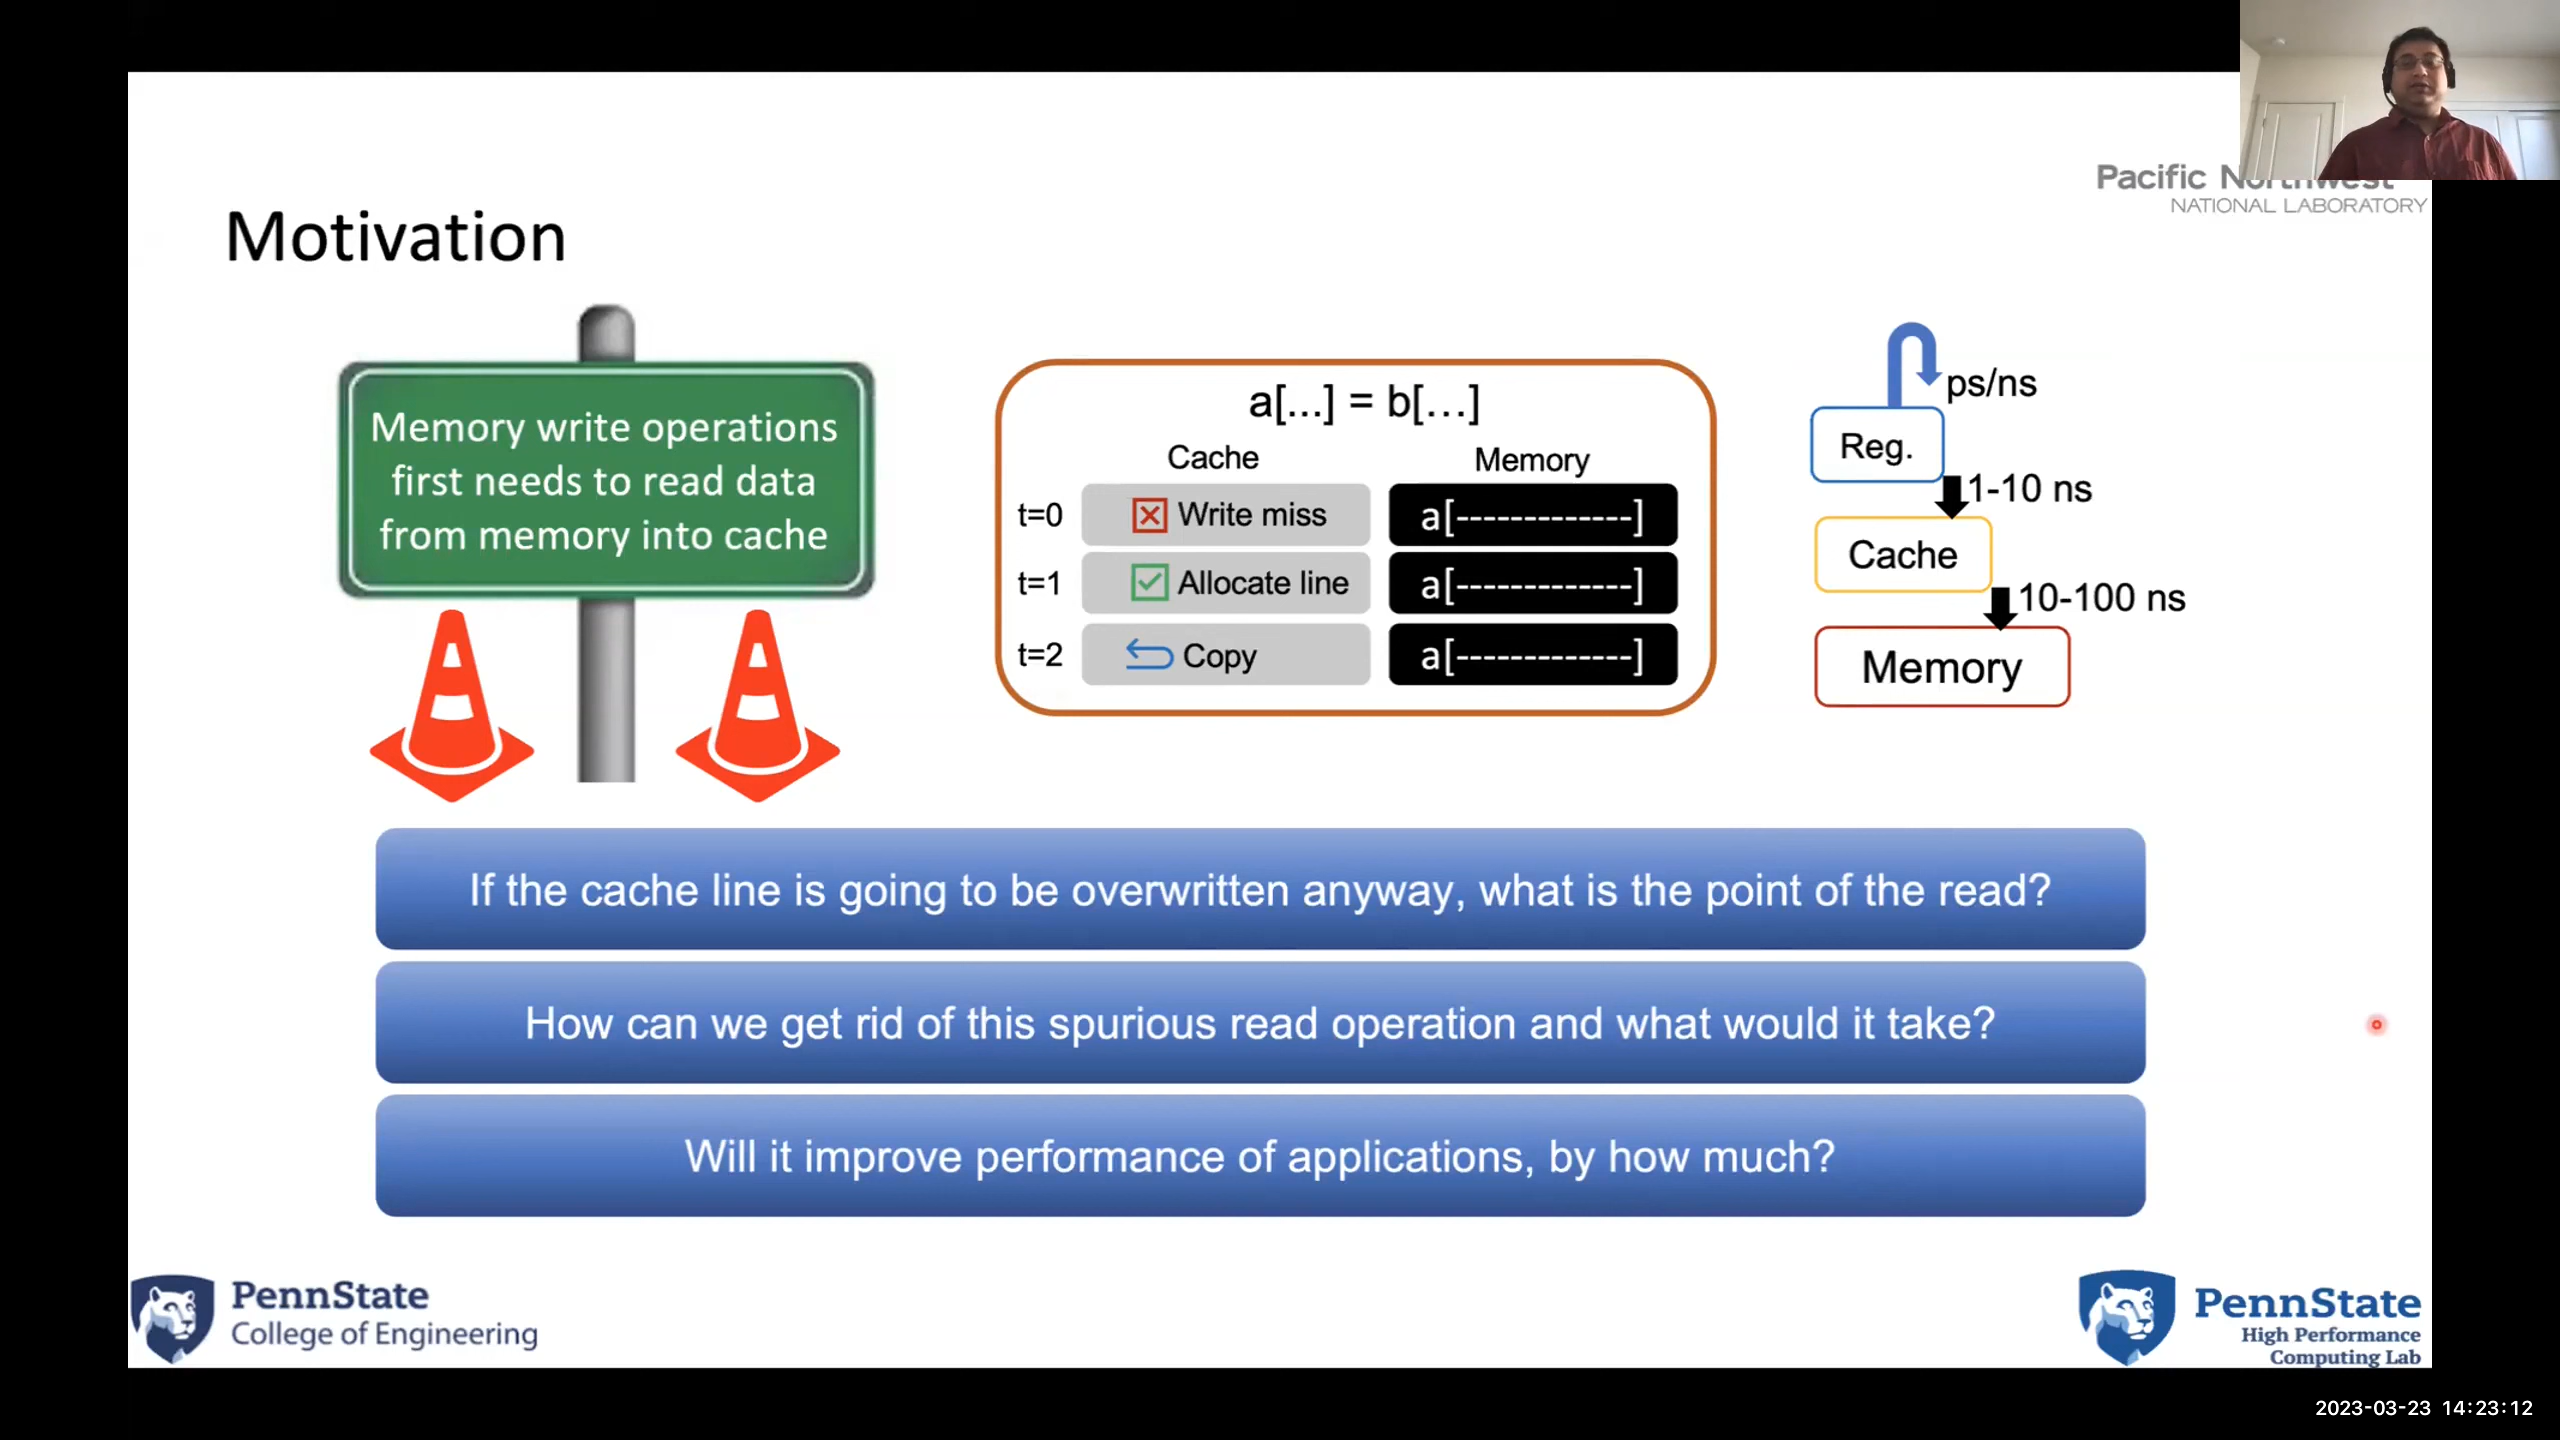 Pacific Northwest
NATIONAL LABORATORY
Motivation
Memory write operations
first needs to read data
from memory into cache
a[...] = b[...]
Cache Memory
t=0 Write miss a[-------------]
t=1 Allocate line a[-------------]
t=2 Copy a[-------------]
ps/ns
Reg.
1-10 ns
Cache
10-100 ns
Memory
If the cache line is going to be overwritten anyway, what is the point of the read?
How can we get rid of this spurious read operation and what would it take?
Will it improve performance of applications, by how much?
PennState
College of Engineering
PennState
High Performance
Computing Lab
2023-03-23 14:23:12